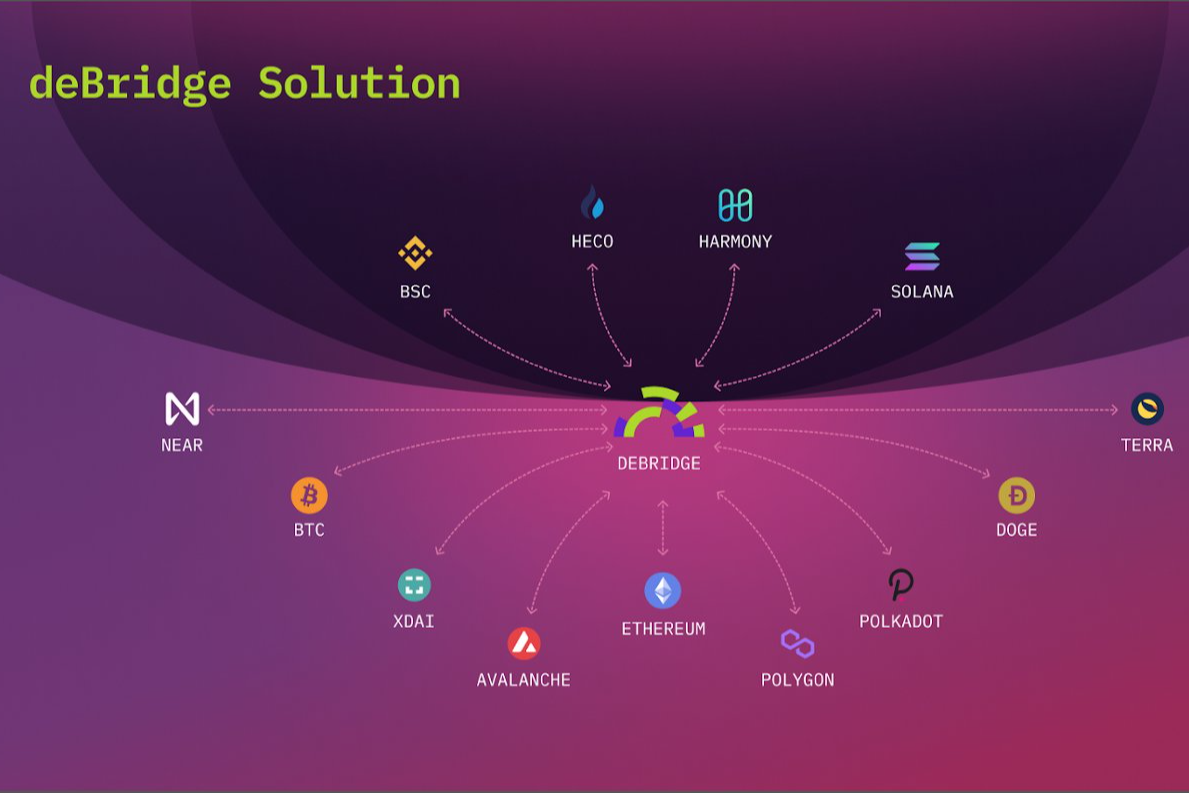 deBridge Solution
HECO
HARMONY
BSC
SOLANA
NEAR
TERRA
DEBRIDGE
BTC
DOGE
XDAI
ETHEREUM
POLKADOT
AVALANCHE
POLYGON